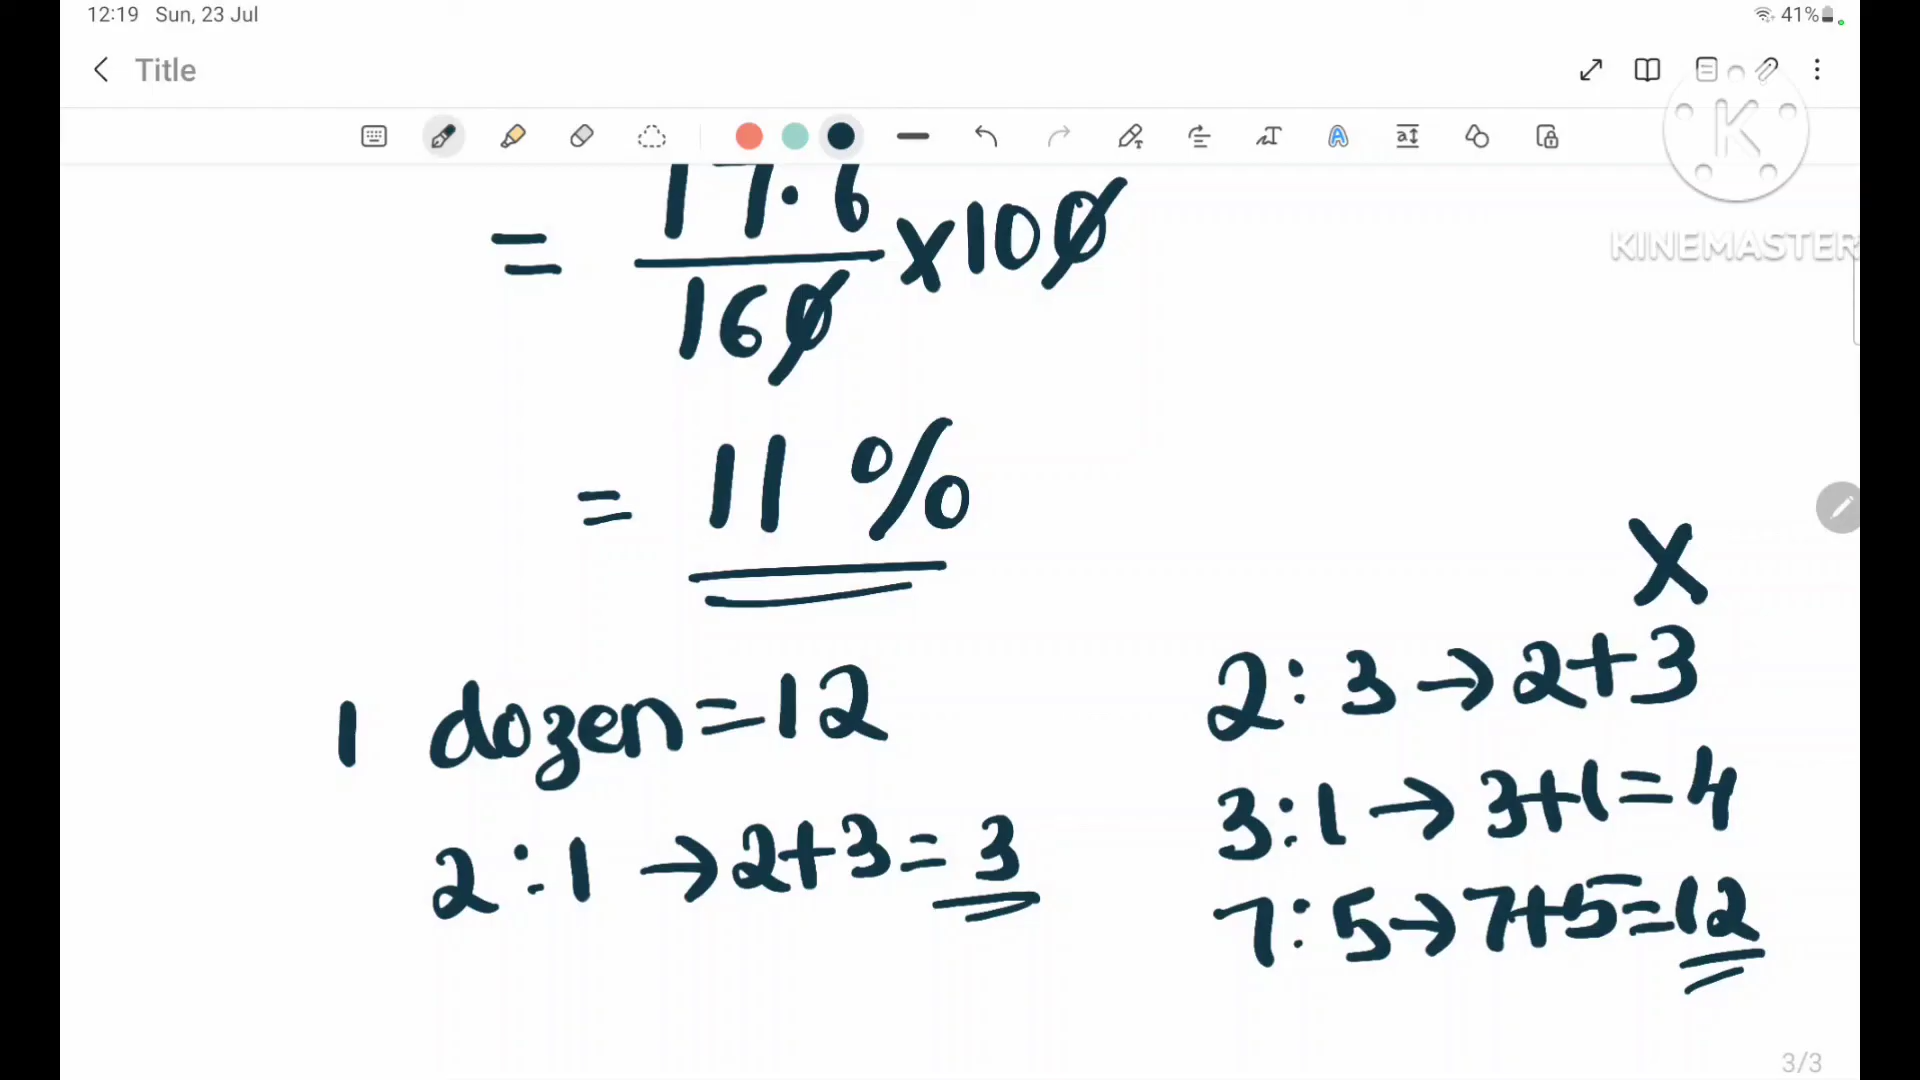 12:19 Sun, 23 Jul
41%
Title
K
KINEMASTER
= 17.6/160 x100
= 11 %
X
1 dozen=12
2:3→2+3
3:1→3+1=4
2:1→2+3=3
7:5→7+5=12
3/3